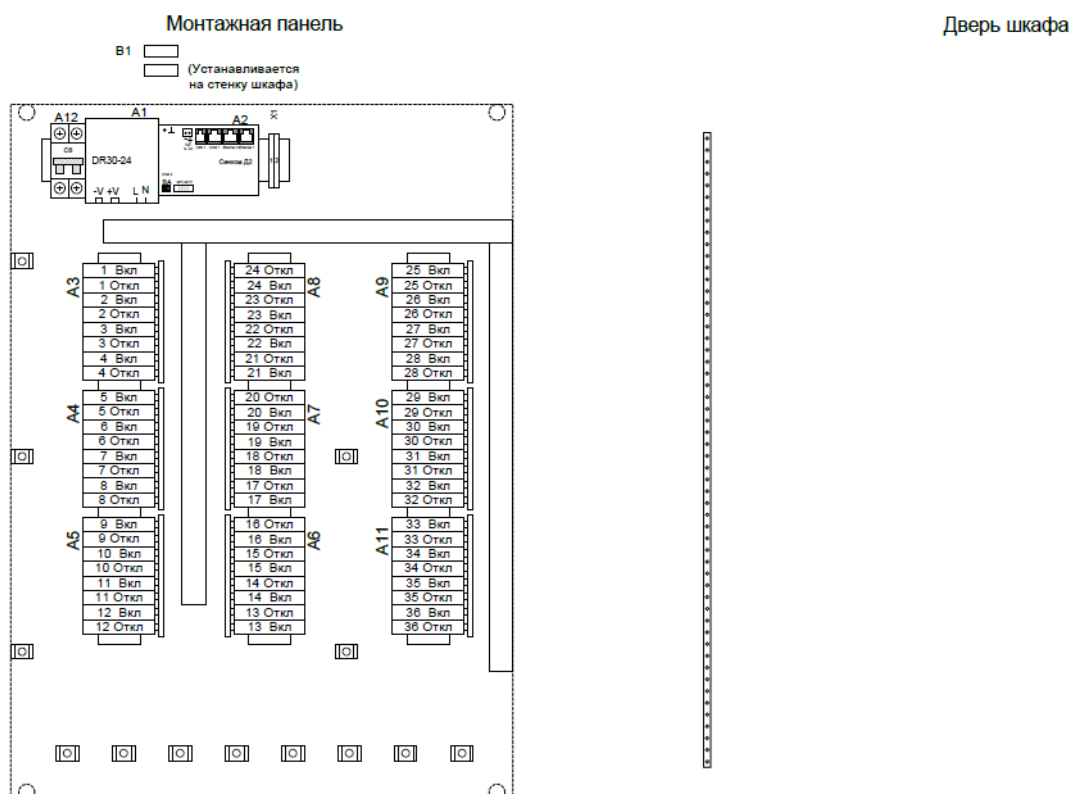 Монтажная панель
Дверь шкафа
B1
(Устанавливается
на стенку шкафа)
A12
A1
A2
X1
C6
DR30-24
Синком Д2
1 2
-V +V L N
A3
1 Вкл
1 Откл
2 Вкл
2 Откл
3 Вкл
3 Откл
4 Вкл
4 Откл
A4
5 Вкл
5 Откл
6 Вкл
6 Откл
7 Вкл
7 Откл
8 Вкл
8 Откл
A5
9 Вкл
9 Откл
10 Вкл
10 Откл
11 Вкл
11 Откл
12 Вкл
12 Откл
A8
24 Откл
24 Вкл
23 Откл
23 Вкл
22 Откл
22 Вкл
21 Откл
21 Вкл
A7
20 Откл
20 Вкл
19 Откл
19 Вкл
18 Откл
18 Вкл
17 Откл
17 Вкл
A6
16 Откл
16 Вкл
15 Откл
15 Вкл
14 Откл
14 Вкл
13 Откл
13 Вкл
A9
25 Вкл
25 Откл
26 Вкл
26 Откл
27 Вкл
27 Откл
28 Вкл
28 Откл
A10
29 Вкл
29 Откл
30 Вкл
30 Откл
31 Вкл
31 Откл
32 Вкл
32 Откл
A11
33 Вкл
33 Откл
34 Вкл
34 Откл
35 Вкл
35 Откл
36 Вкл
36 Откл